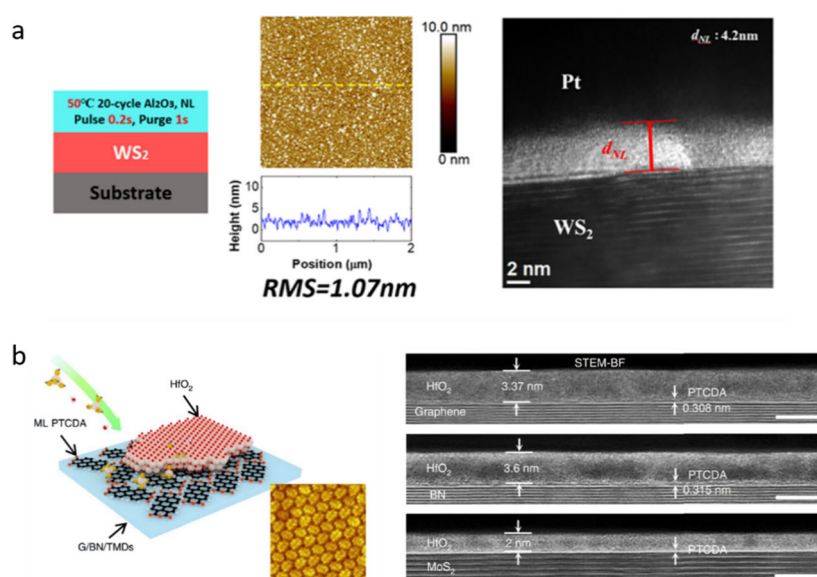 a
50℃ 20-cycle Al₂O₃, NL
Pulse 0.2s, Purge 1s
WS₂
Substrate
10.0 nm
0 nm
Height (nm)
10
5
0
0
1
2
Position (μm)
RMS=1.07nm
d_NL : 4.2nm
Pt
d_NL
WS₂
2 nm
b
HfO₂
ML PTCDA
G/BN/TMDs
STEM-BF
HfO₂
3.37 nm
PTCDA
Graphene
0.308 nm
HfO₂
3.6 nm
PTCDA
BN
0.315 nm
HfO₂
2 nm
PTCDA
MoS₂